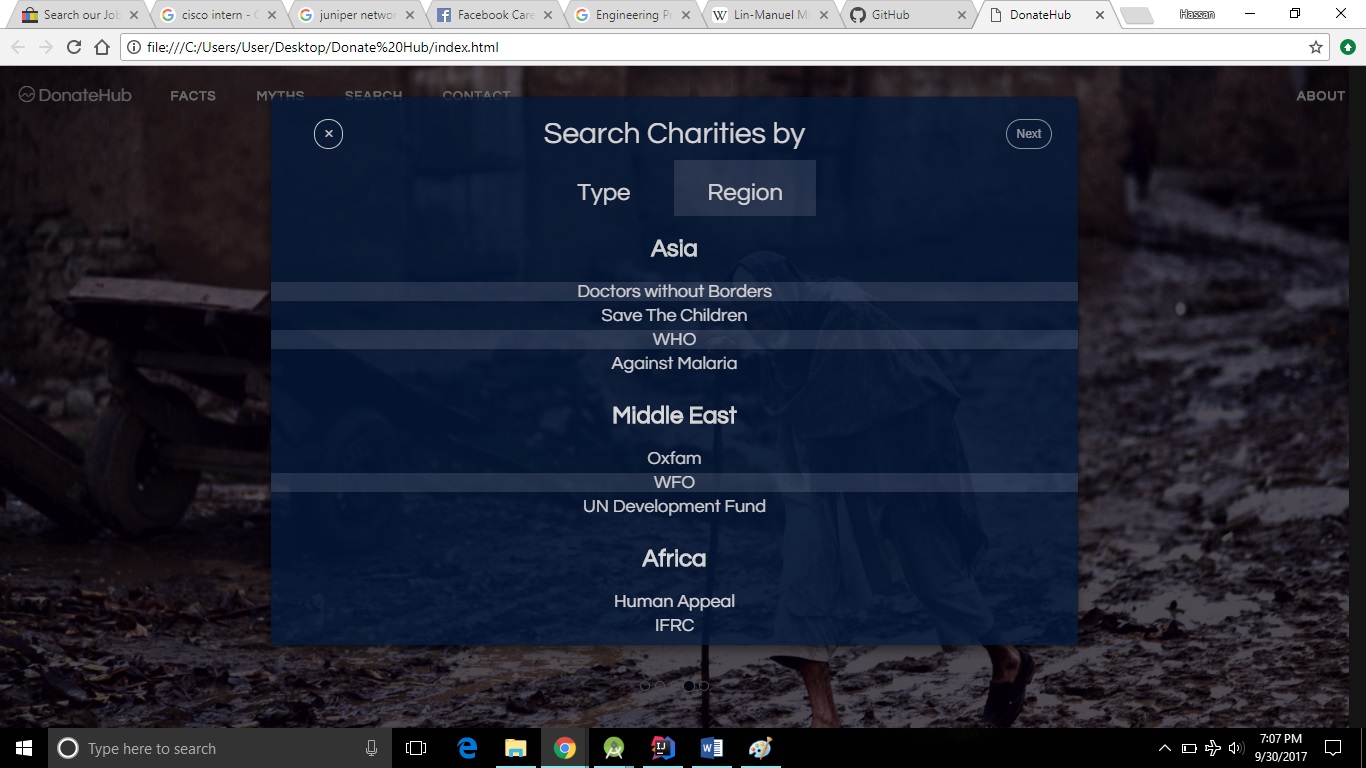 Search our Job
cisco intern - G
juniper networ
Facebook Care
Engineering P
Lin-Manuel M
GitHub
DonateHub
Hassan
file:///C:/Users/User/Desktop/Donate%20Hub/index.html
DonateHub
FACTS
MYTHS
SEARCH
CONTACT
ABOUT
×
Search Charities by
Next
Type
Region
Asia
Doctors without Borders
Save The Children
WHO
Against Malaria
Middle East
Oxfam
WFO
UN Development Fund
Africa
Human Appeal
IFRC
Type here to search
7:07 PM
9/30/2017